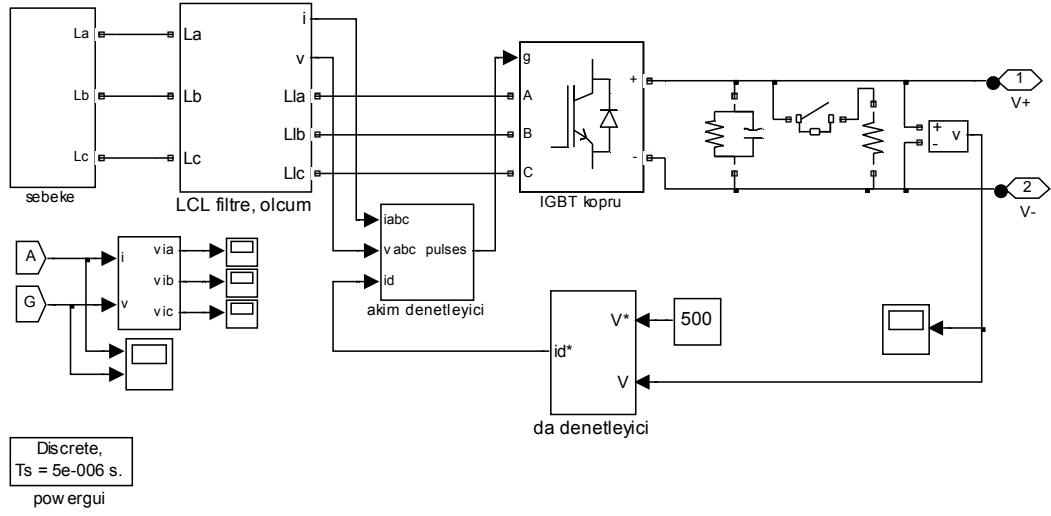 La
Lb
Lc
sebeke
La
Lb
Lc
i
v
Lla
Llb
Llc
LCL filtre, olcum
g
A
B
C
+
-
IGBT kopru
+
-
v
1
V+
2
V-
A
G
i
v
via
vib
vic
iabc
vabc
id
pulses
akim denetleyici
V*
id*
V
500
da denetleyici
Discrete,
Ts = 5e-006 s.
powergui